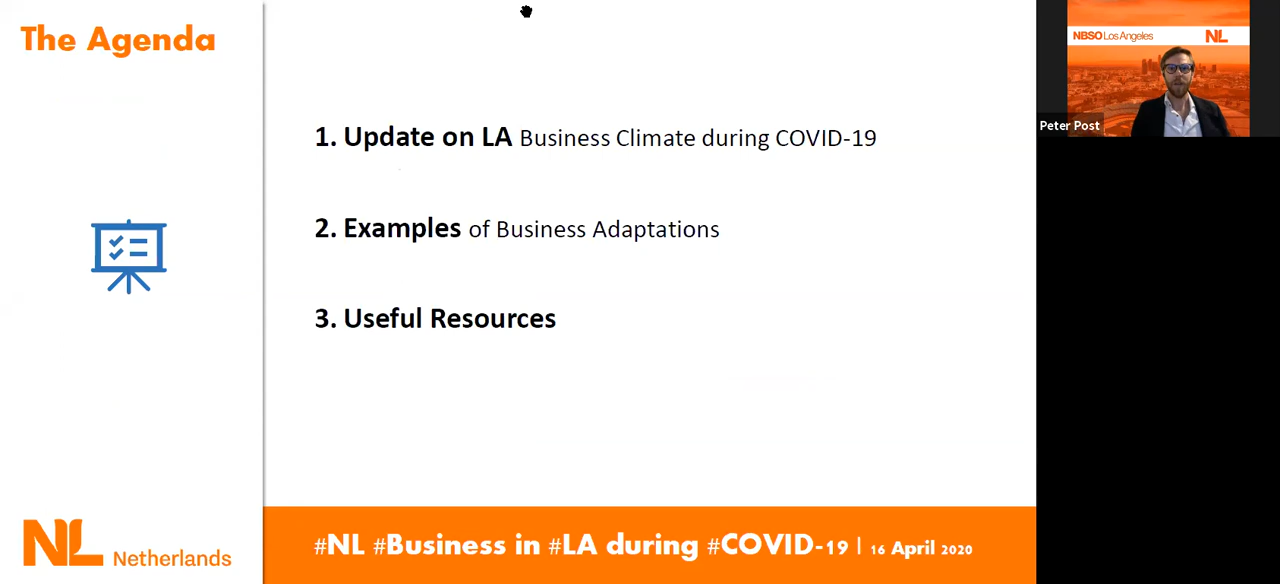 The Agenda
1. Update on LA Business Climate during COVID-19
2. Examples of Business Adaptations
3. Useful Resources
NL Netherlands
#NL #Business in #LA during #COVID-19 | 16 April 2020
NBSO Los Angeles NL
Peter Post